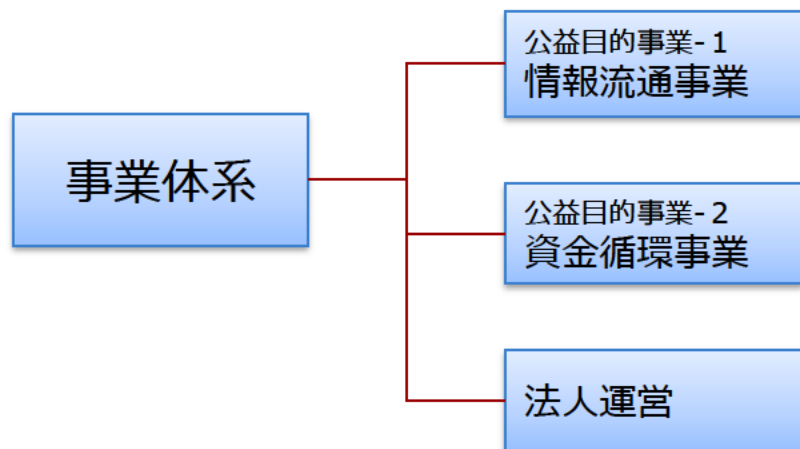 事業体系
公益目的事業-1
情報流通事業
公益目的事業-2
資金循環事業
法人運営